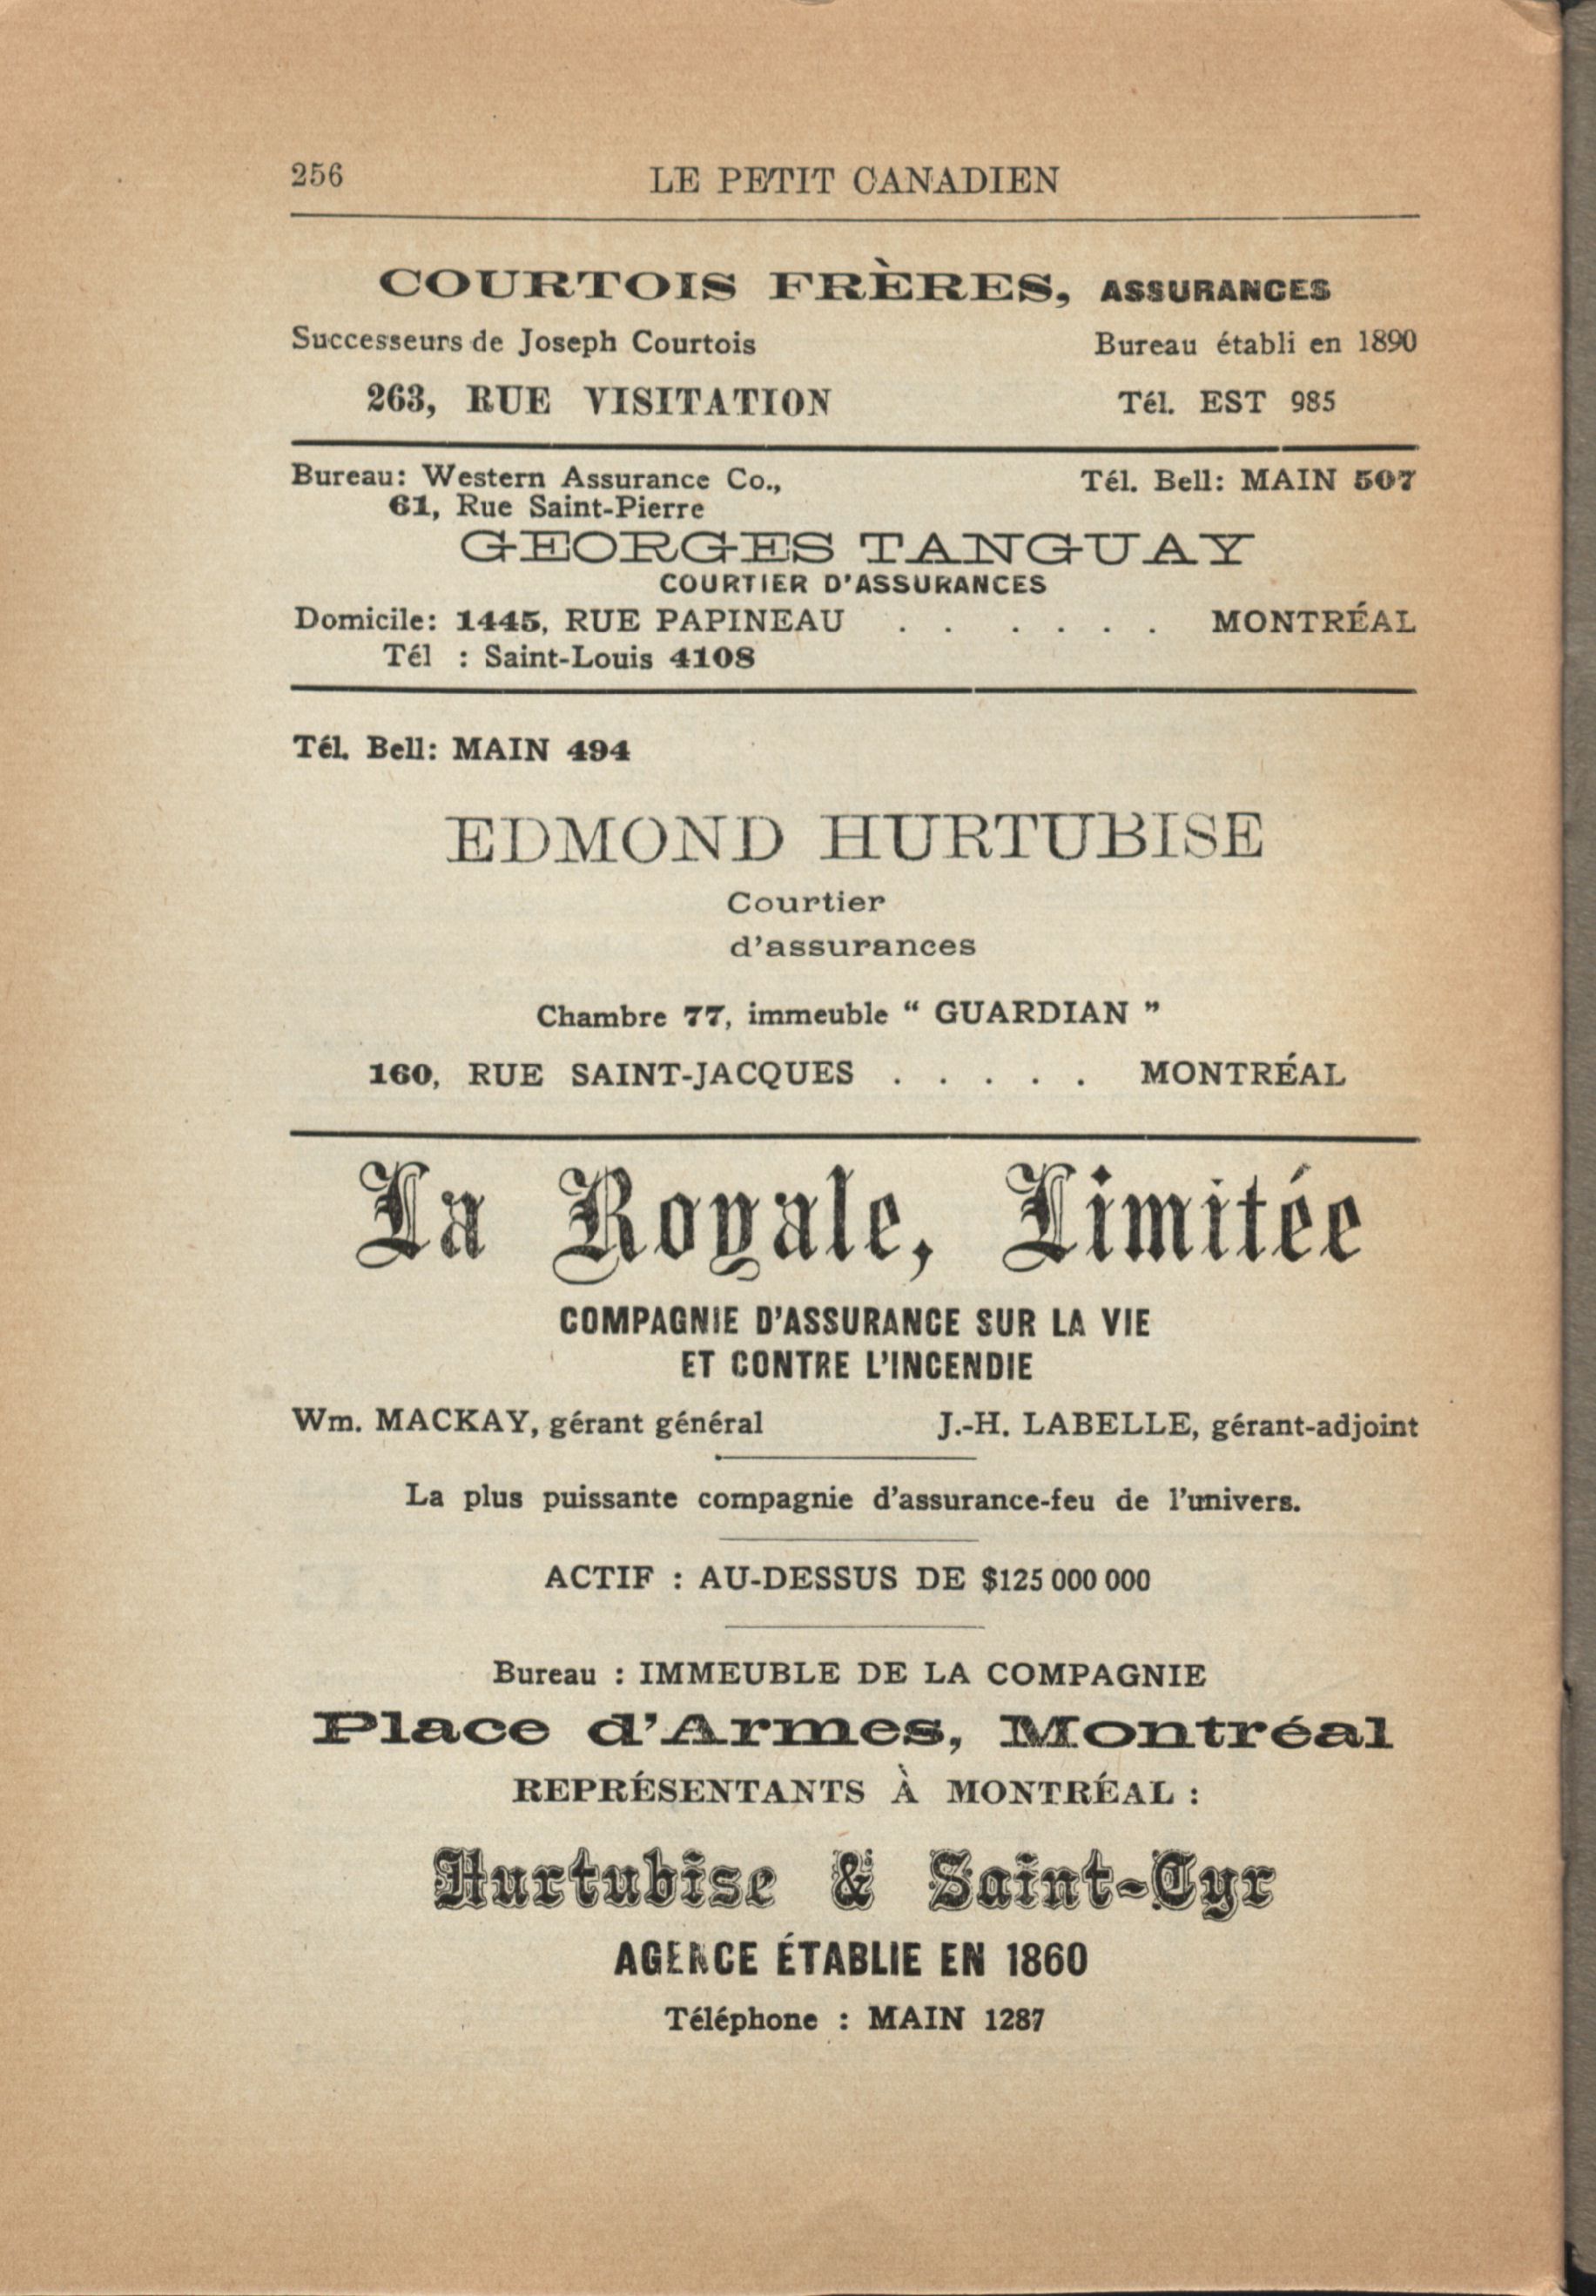 256 LE PETIT CANADIEN
COURTOIS FRÈRES, ASSURANCES
Successeurs de Joseph Courtois Bureau établi en 1890
263, RUE VISITATION Tél. EST 985
Bureau: Western Assurance Co., Tél. Bell: MAIN 507
61, Rue Saint-Pierre
GEORGES TANGUAY
COURTIER D'ASSURANCES
Domicile: 1445, RUE PAPINEAU . . . . . . MONTRÉAL
Tél : Saint-Louis 4108
Tél. Bell: MAIN 494
EDMOND HURTUBISE
Courtier
d'assurances
Chambre 77, immeuble “ GUARDIAN ”
160, RUE SAINT-JACQUES . . . . . MONTRÉAL
La Royale, Limitée
COMPAGNIE D'ASSURANCE SUR LA VIE
ET CONTRE L'INCENDIE
Wm. MACKAY, gérant général J.-H. LABELLE, gérant-adjoint
La plus puissante compagnie d'assurance-feu de l'univers.
ACTIF : AU-DESSUS DE $125 000 000
Bureau : IMMEUBLE DE LA COMPAGNIE
Place d'Armes, Montréal
REPRÉSENTANTS À MONTRÉAL :
Hurtubise & Saint-Cyr
AGENCE ÉTABLIE EN 1860
Téléphone : MAIN 1287